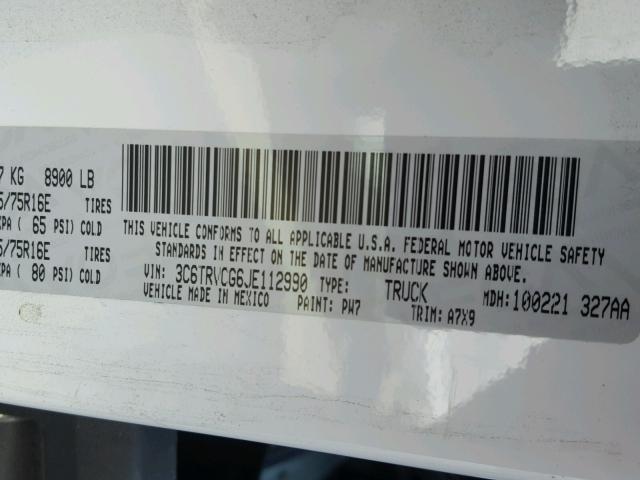 7 KG 8900 LB
5/75R16E TIRES
KPA ( 65 PSI) COLD
5/75R16E TIRES
KPA ( 80 PSI) COLD
THIS VEHICLE CONFORMS TO ALL APPLICABLE U.S.A. FEDERAL MOTOR VEHICLE SAFETY
STANDARDS IN EFFECT ON THE DATE OF MANUFACTURE SHOWN ABOVE.
VIN: 3C6TRVCG6JE112990 TYPE: TRUCK MDH: 100221 327AA
VEHICLE MADE IN MEXICO PAINT: PW7 TRIM: A7X9